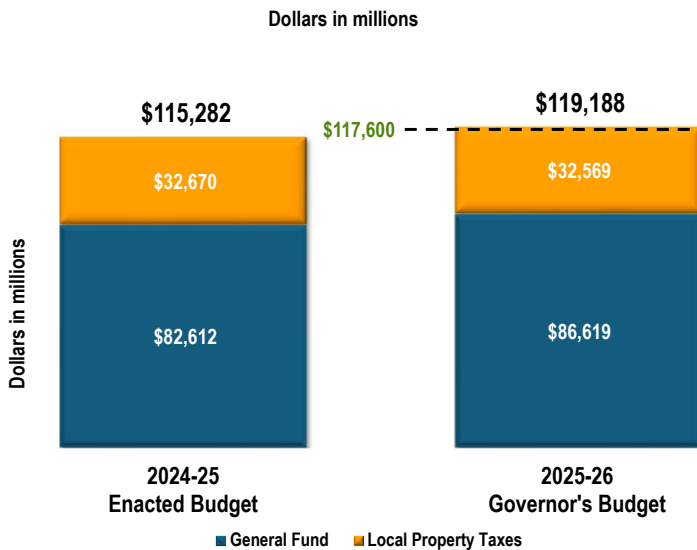 Dollars in millions
$115,282
$119,188
$117,600
$32,670
$32,569
$82,612
$86,619
Dollars in millions
2024-25
Enacted Budget
2025-26
Governor's Budget
General Fund
Local Property Taxes